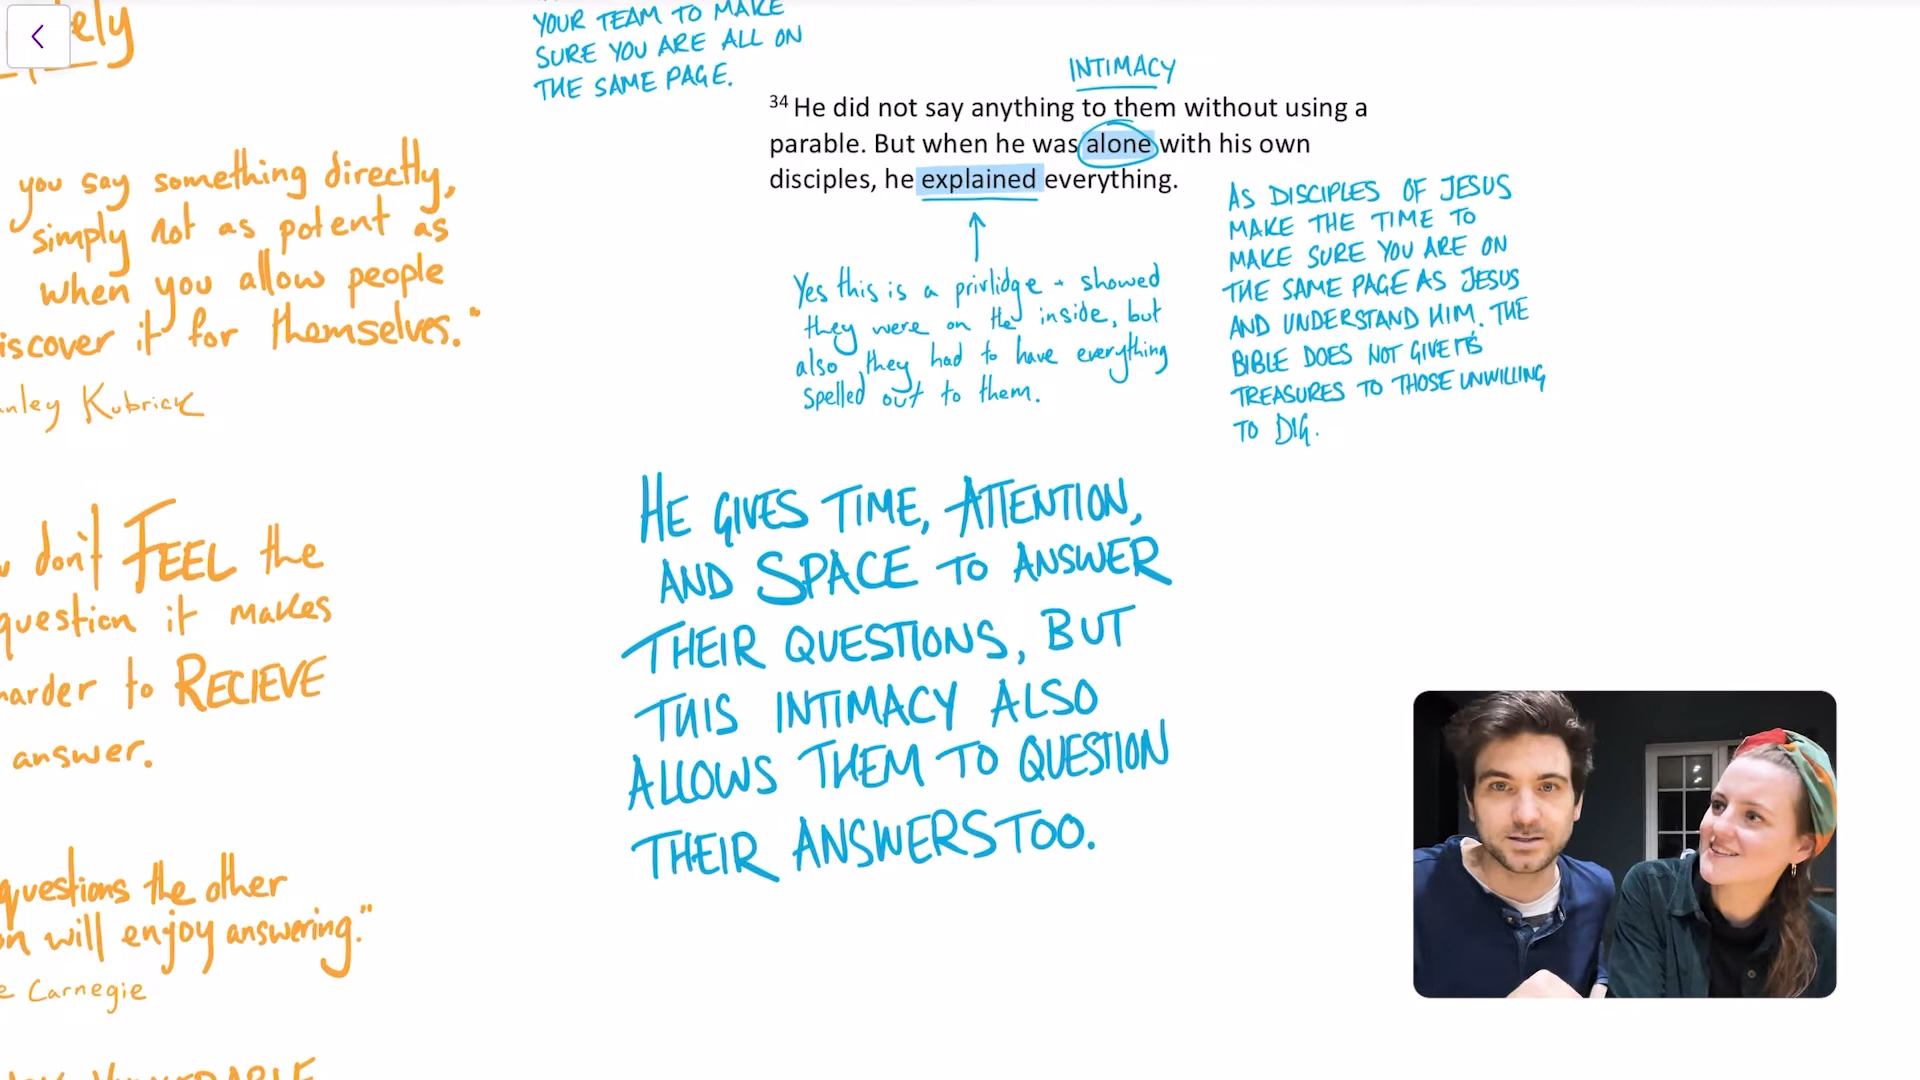 ely
you say something directly,
simply not as potent as
when you allow people
iscover it for themselves."
nley Kubrick
don't FEEL the
question it makes
harder to RECIEVE
answer.
questions the other
on will enjoy answering."
e Carnegie
VULNERABLE
YOUR TEAM TO MAKE
SURE YOU ARE ALL ON
THE SAME PAGE.
INTIMACY
34 He did not say anything to them without using a
parable. But when he was alone with his own
disciples, he explained everything.
Yes this is a privlidge + showed
they were on the inside, but
also they had to have everything
spelled out to them.
AS DISCIPLES OF JESUS
MAKE THE TIME TO
MAKE SURE YOU ARE ON
THE SAME PAGE AS JESUS
AND UNDERSTAND HIM. THE
BIBLE DOES NOT GIVE ITS
TREASURES TO THOSE UNWILLING
TO DIG.
HE GIVES TIME, ATTENTION,
AND SPACE TO ANSWER
THEIR QUESTIONS, BUT
THIS INTIMACY ALSO
ALLOWS THEM TO QUESTION
THEIR ANSWERS TOO.